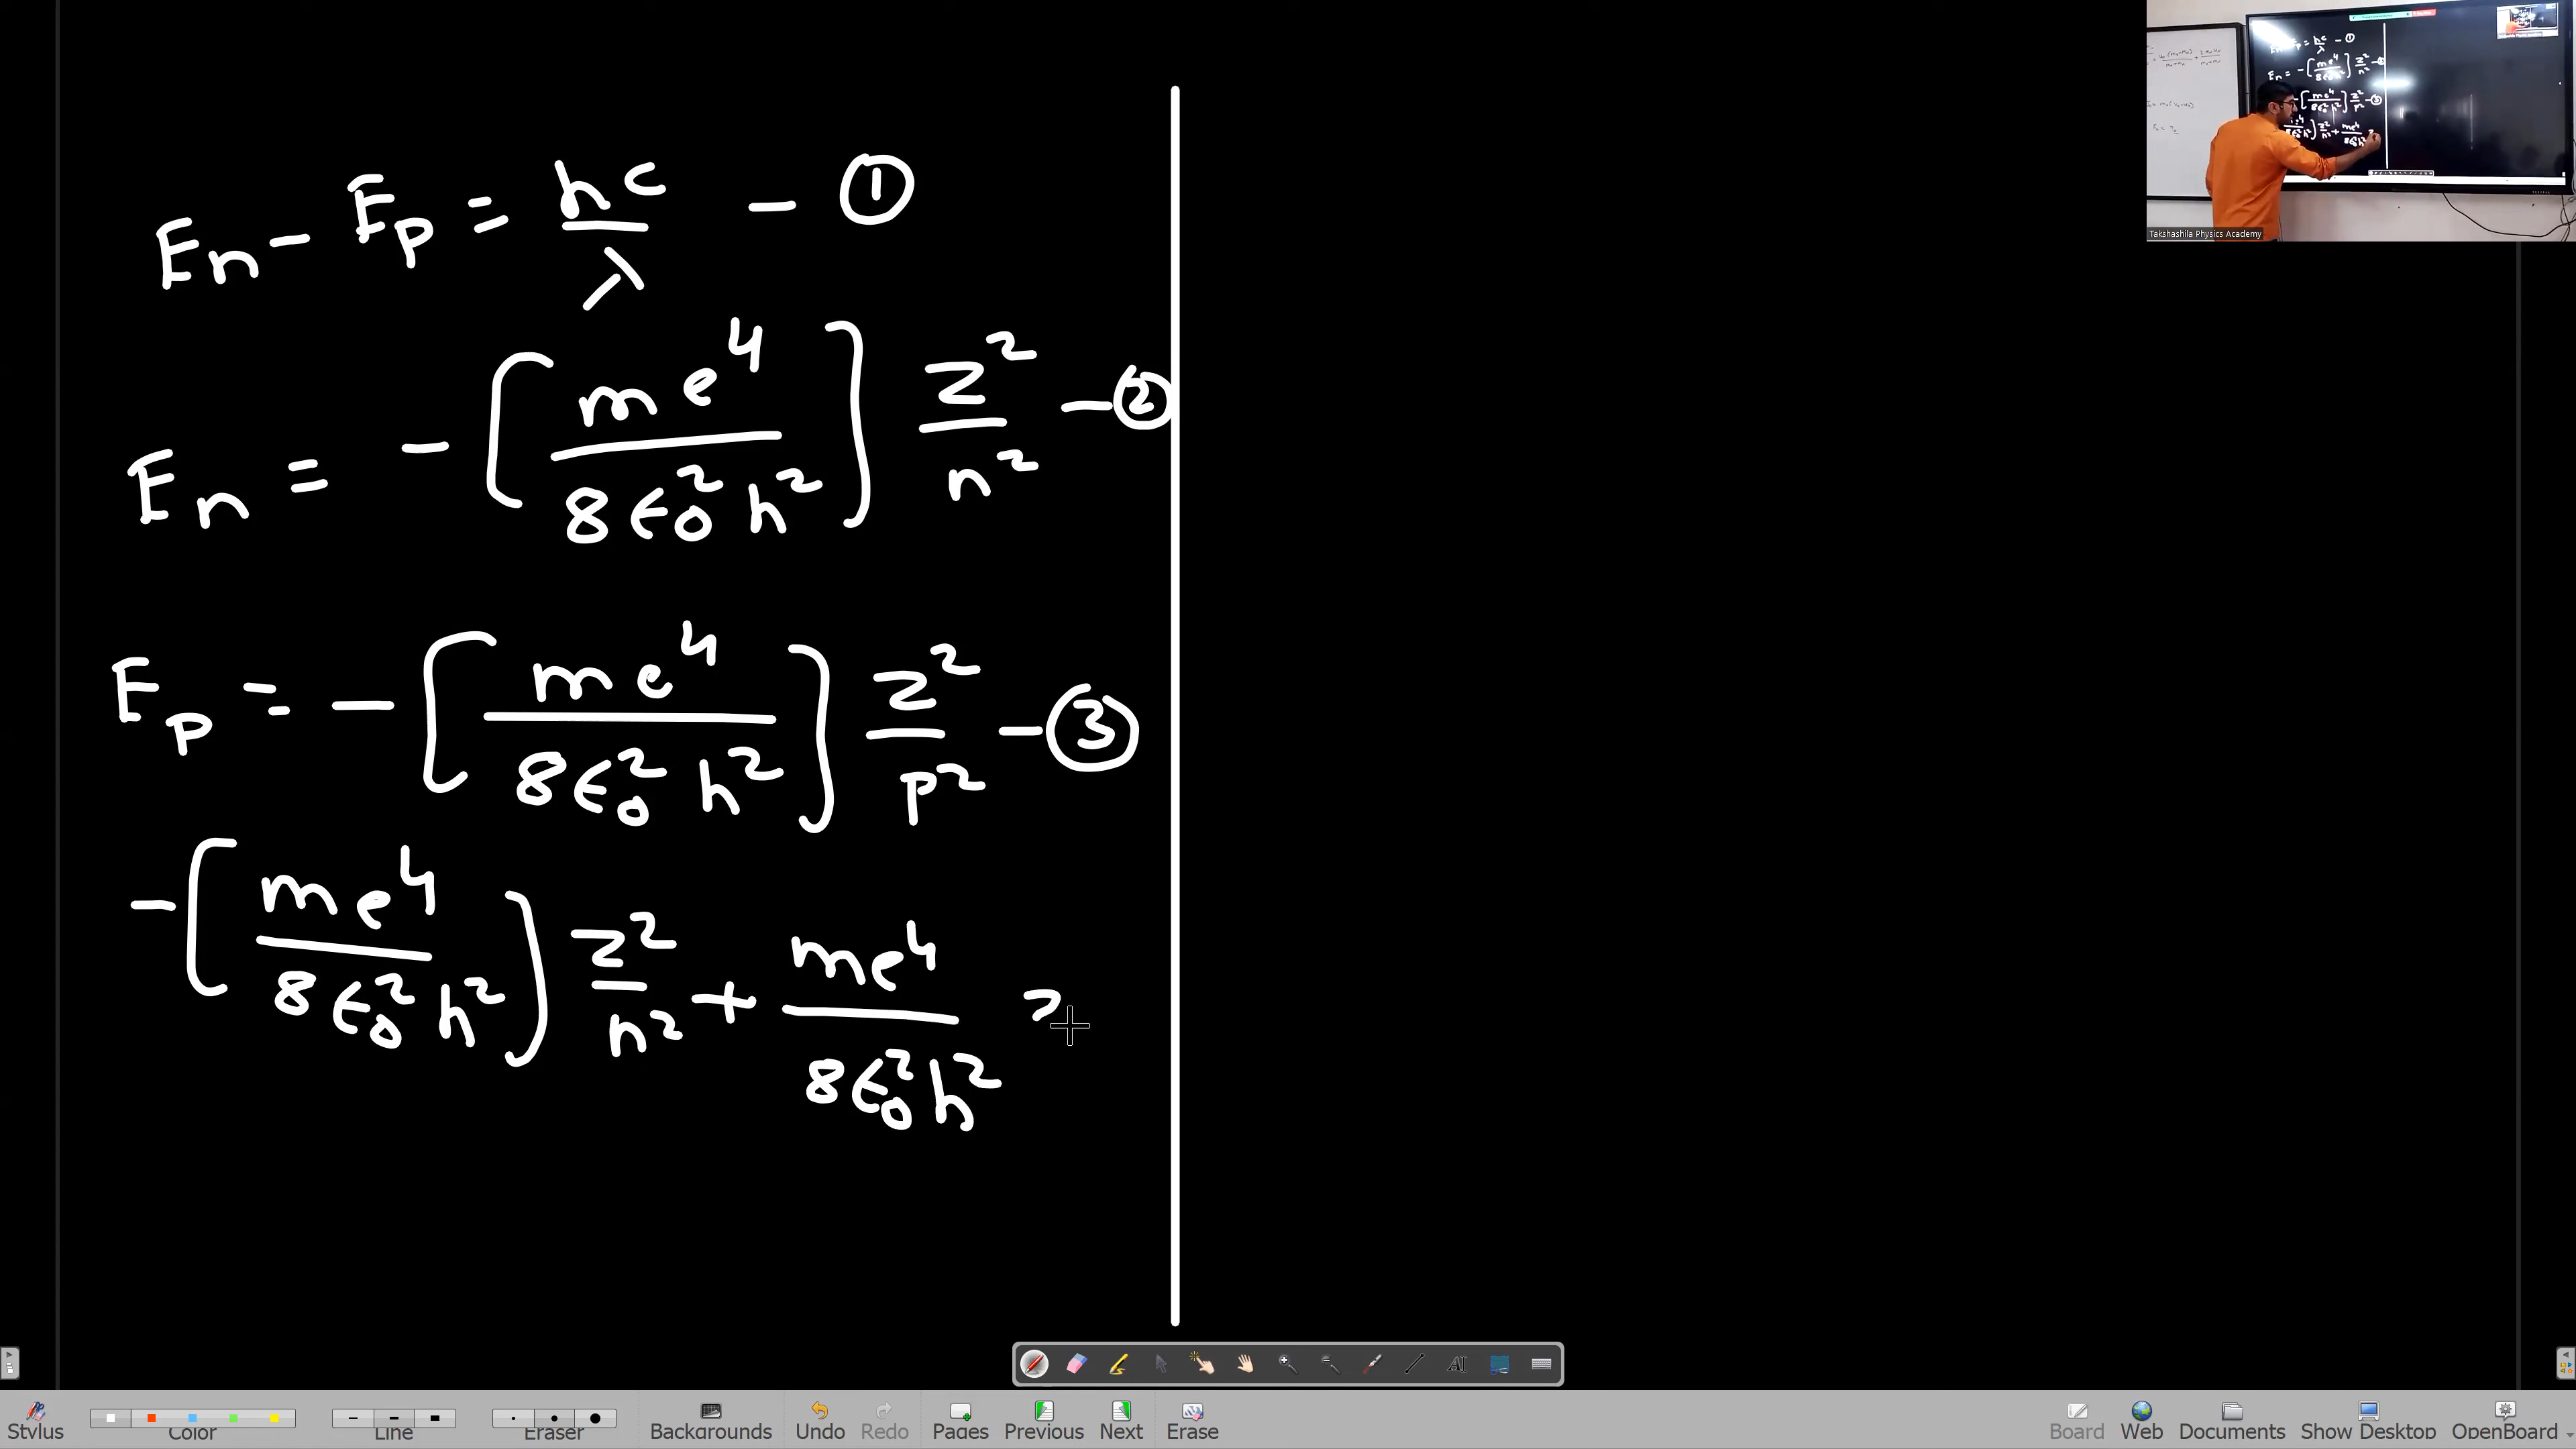 Eₙ - Eₚ = hc/λ - ①
Eₙ = - [me⁴/8ε₀²h²] z²/n² - ②
Eₚ = - [me⁴/8ε₀²h²] z²/p² - ③
- [me⁴/8ε₀²h²] z²/n² + me⁴/8ε₀²h²
Takshashila Physics Academy
Stylus Color Line Eraser Backgrounds Undo Redo Pages Previous Next Erase Board Web Documents Show Desktop OpenBoard